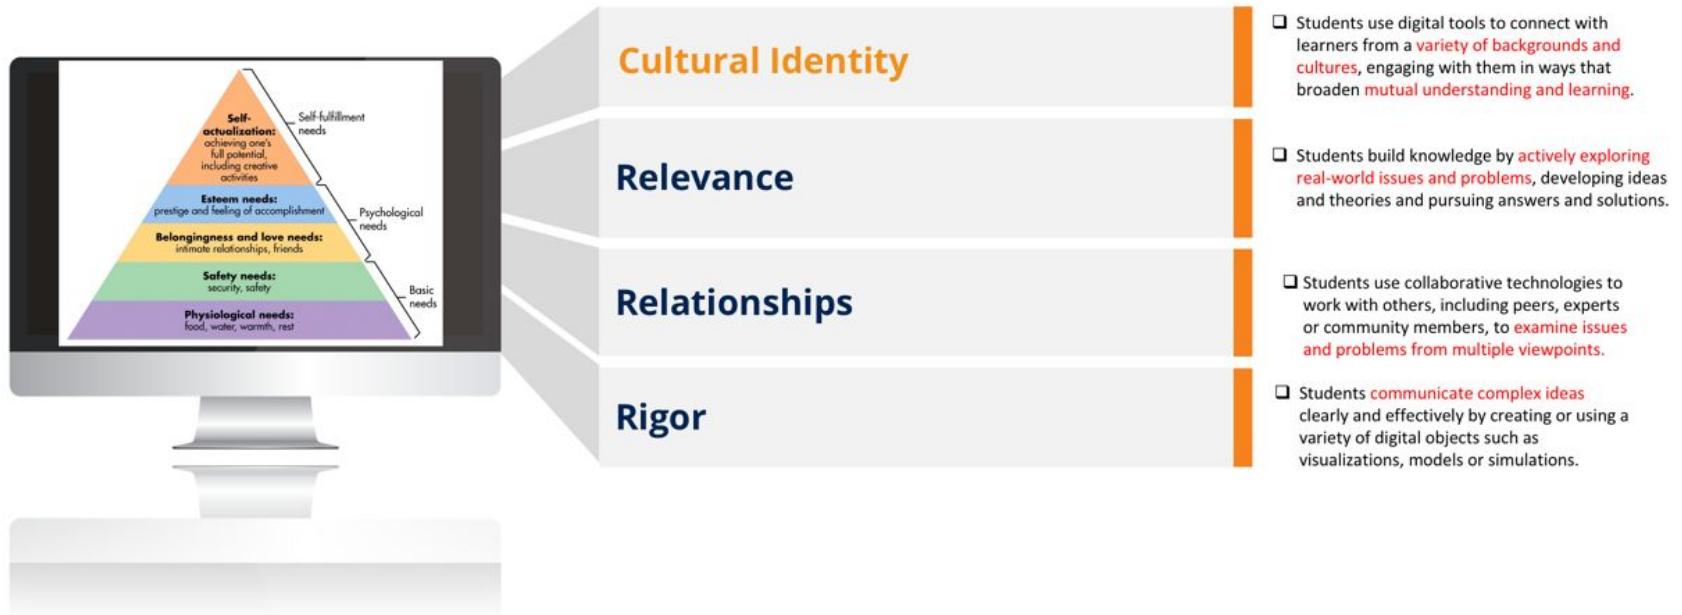 Self-
actualization:
achieving one's
full potential,
including creative
activities
Esteem needs:
prestige and feeling of accomplishment
Belongingness and love needs:
intimate relationships, friends
Safety needs:
security, safety
Physiological needs:
food, water, warmth, rest
Self-fulfillment
needs
Psychological
needs
Basic
needs
Cultural Identity
Students use digital tools to connect with
learners from a variety of backgrounds and
cultures, engaging with them in ways that
broaden mutual understanding and learning.
Relevance
Students build knowledge by actively exploring
real-world issues and problems, developing ideas
and theories and pursuing answers and solutions.
Relationships
Students use collaborative technologies to
work with others, including peers, experts
or community members, to examine issues
and problems from multiple viewpoints.
Rigor
Students communicate complex ideas
clearly and effectively by creating or using a
variety of digital objects such as
visualizations, models or simulations.